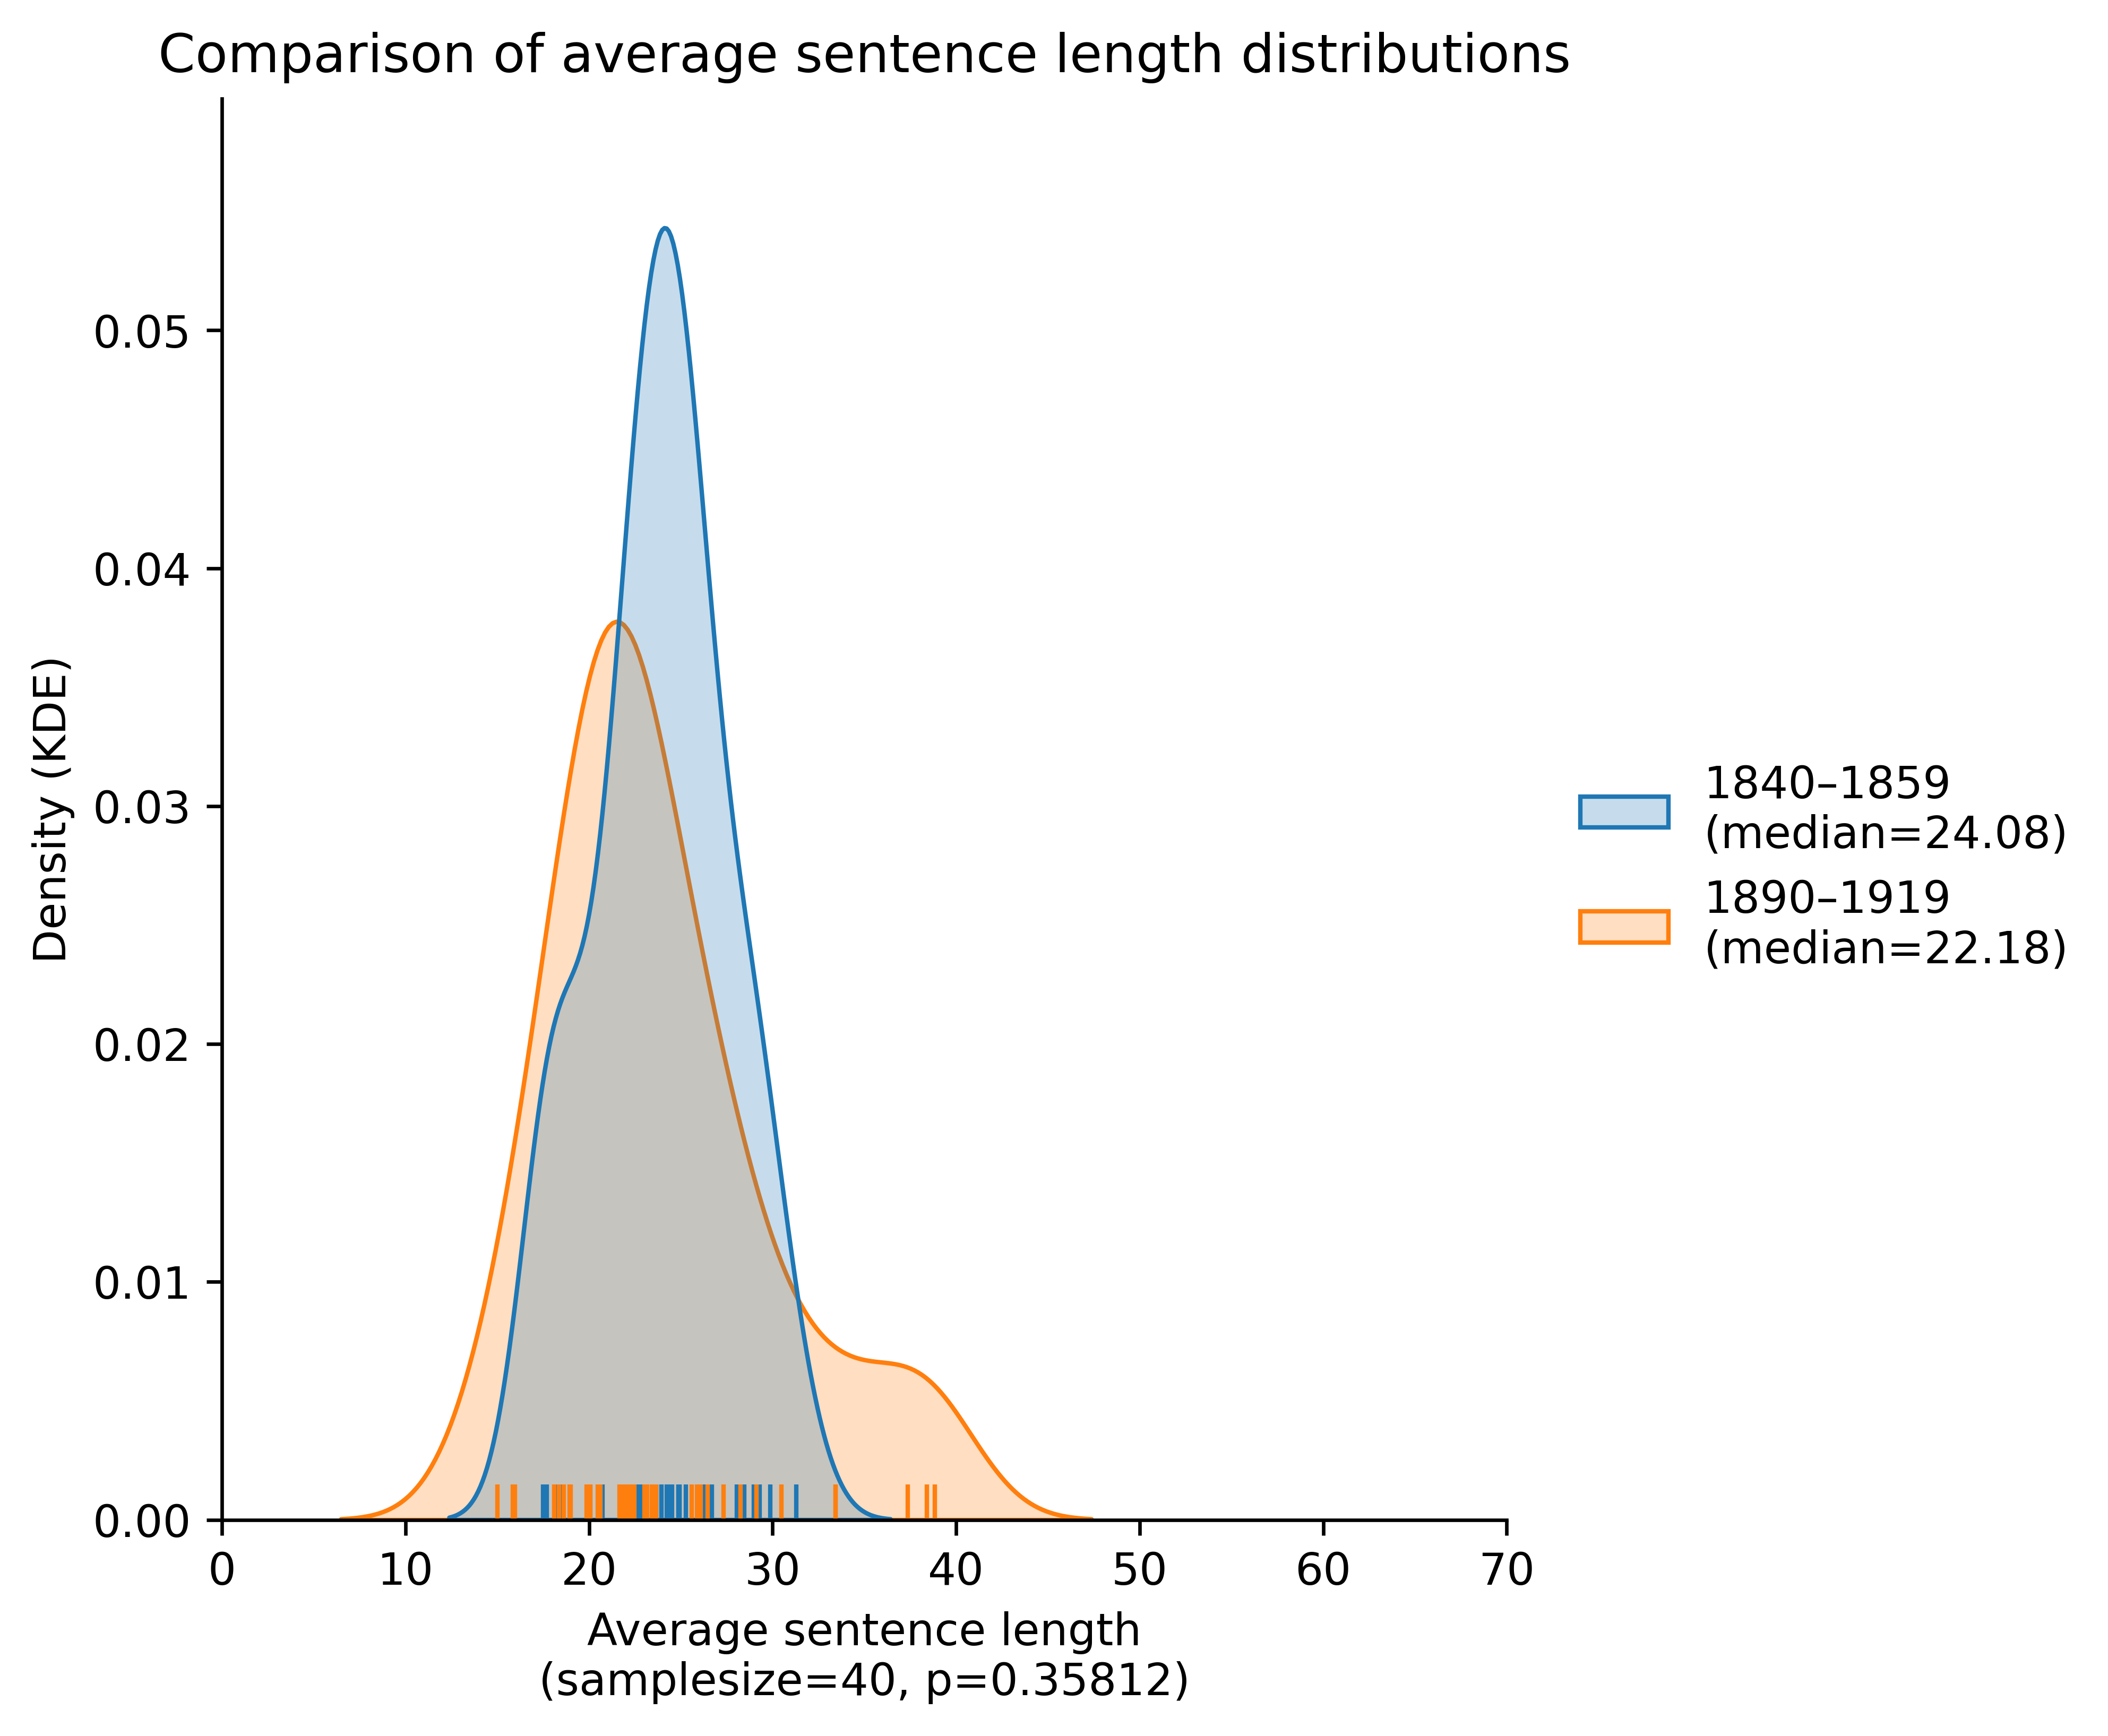 Comparison of average sentence length distributions
Density (KDE)
0.05
0.04
0.03
0.02
0.01
0.00
0 10 20 30 40 50 60 70
Average sentence length
(samplesize=40, p=0.35812)
1840–1859
(median=24.08)
1890–1919
(median=22.18)